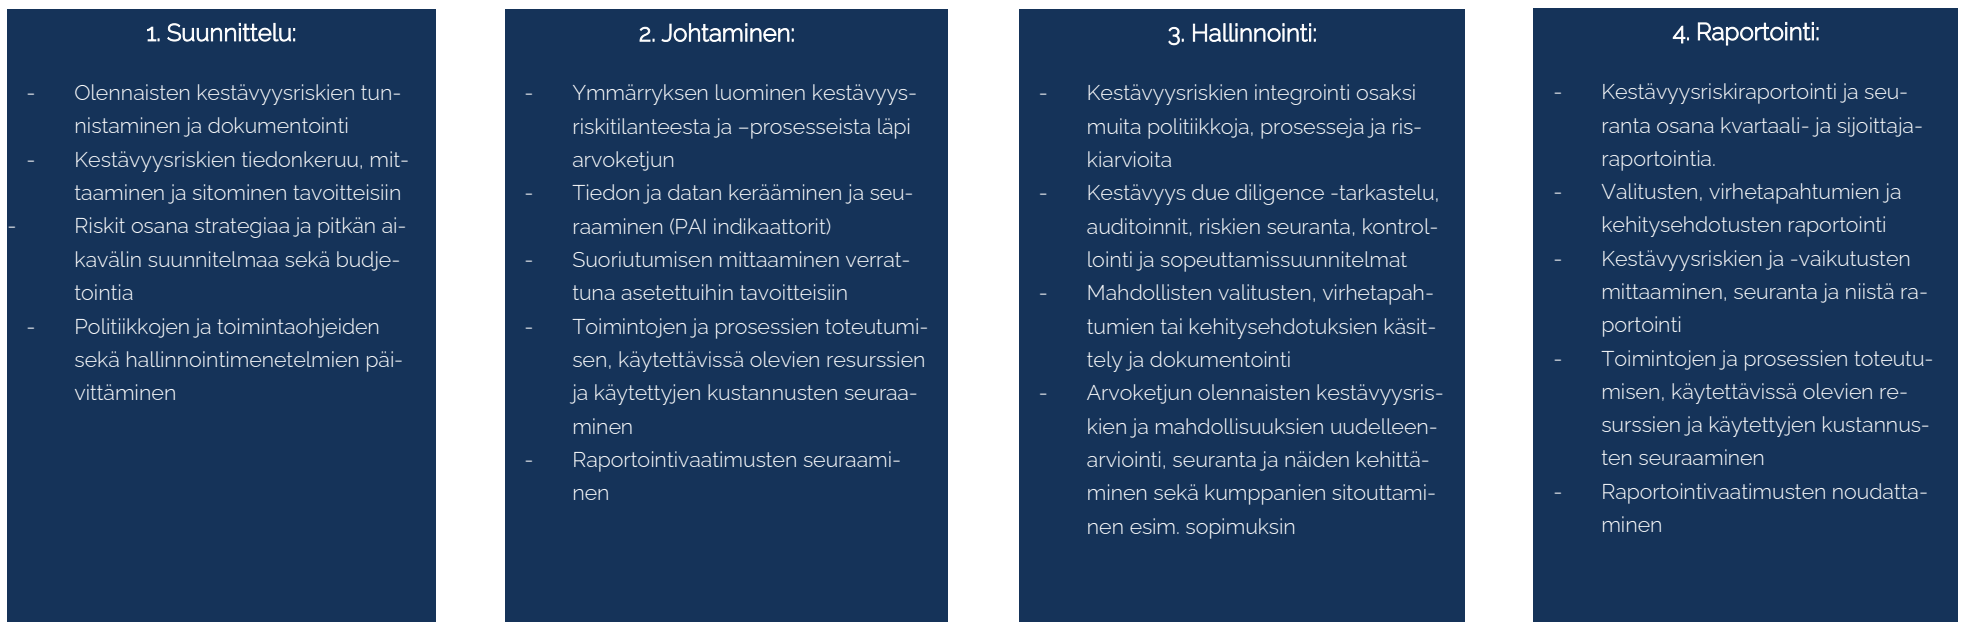 1. Suunnittelu:
- Olennaisten kestävyysriskien tun-
nistaminen ja dokumentointi
- Kestävyysriskien tiedonkeruu, mit-
taaminen ja sitominen tavoitteisiin
- Riskit osana strategiaa ja pitkän ai-
kavälin suunnitelmaa sekä budje-
tointia
- Politiikkojen ja toimintaohjeiden
sekä hallinnointimenetelmien päi-
vittäminen
2. Johtaminen:
- Ymmärryksen luominen kestävyys-
riskitilanteesta ja –prosesseista läpi
arvoketjun
- Tiedon ja datan kerääminen ja seu-
raaminen (PAI indikaattorit)
- Suoriutumisen mittaaminen verrat-
tuna asetettuihin tavoitteisiin
- Toimintojen ja prosessien toteutumi-
sen, käytettävissä olevien resurssien
ja käytettyjen kustannusten seuraa-
minen
- Raportointivaatimusten seuraami-
nen
3. Hallinnointi:
- Kestävyysriskien integrointi osaksi
muita politiikkoja, prosesseja ja ris-
kiarvioita
- Kestävyys due diligence -tarkastelu,
auditoinnit, riskien seuranta, kontrol-
lointi ja sopeuttamissuunnitelmat
- Mahdollisten valitusten, virhetapah-
tumien tai kehitysehdotuksien käsit-
tely ja dokumentointi
- Arvoketjun olennaisten kestävyysris-
kien ja mahdollisuuksien uudelleen-
arviointi, seuranta ja näiden kehittä-
minen sekä kumppanien sitouttami-
nen esim. sopimuksin
4. Raportointi:
- Kestävyysriskiraportointi ja seu-
ranta osana kvartaali- ja sijoittaja-
raportointia.
- Valitusten, virhetapahtumien ja
kehitysehdotusten raportointi
- Kestävyysriskien ja -vaikutusten
mittaaminen, seuranta ja niistä ra-
portointi
- Toimintojen ja prosessien toteutu-
misen, käytettävissä olevien re-
surssien ja käytettyjen kustannus-
ten seuraaminen
- Raportointivaatimusten noudatta-
minen